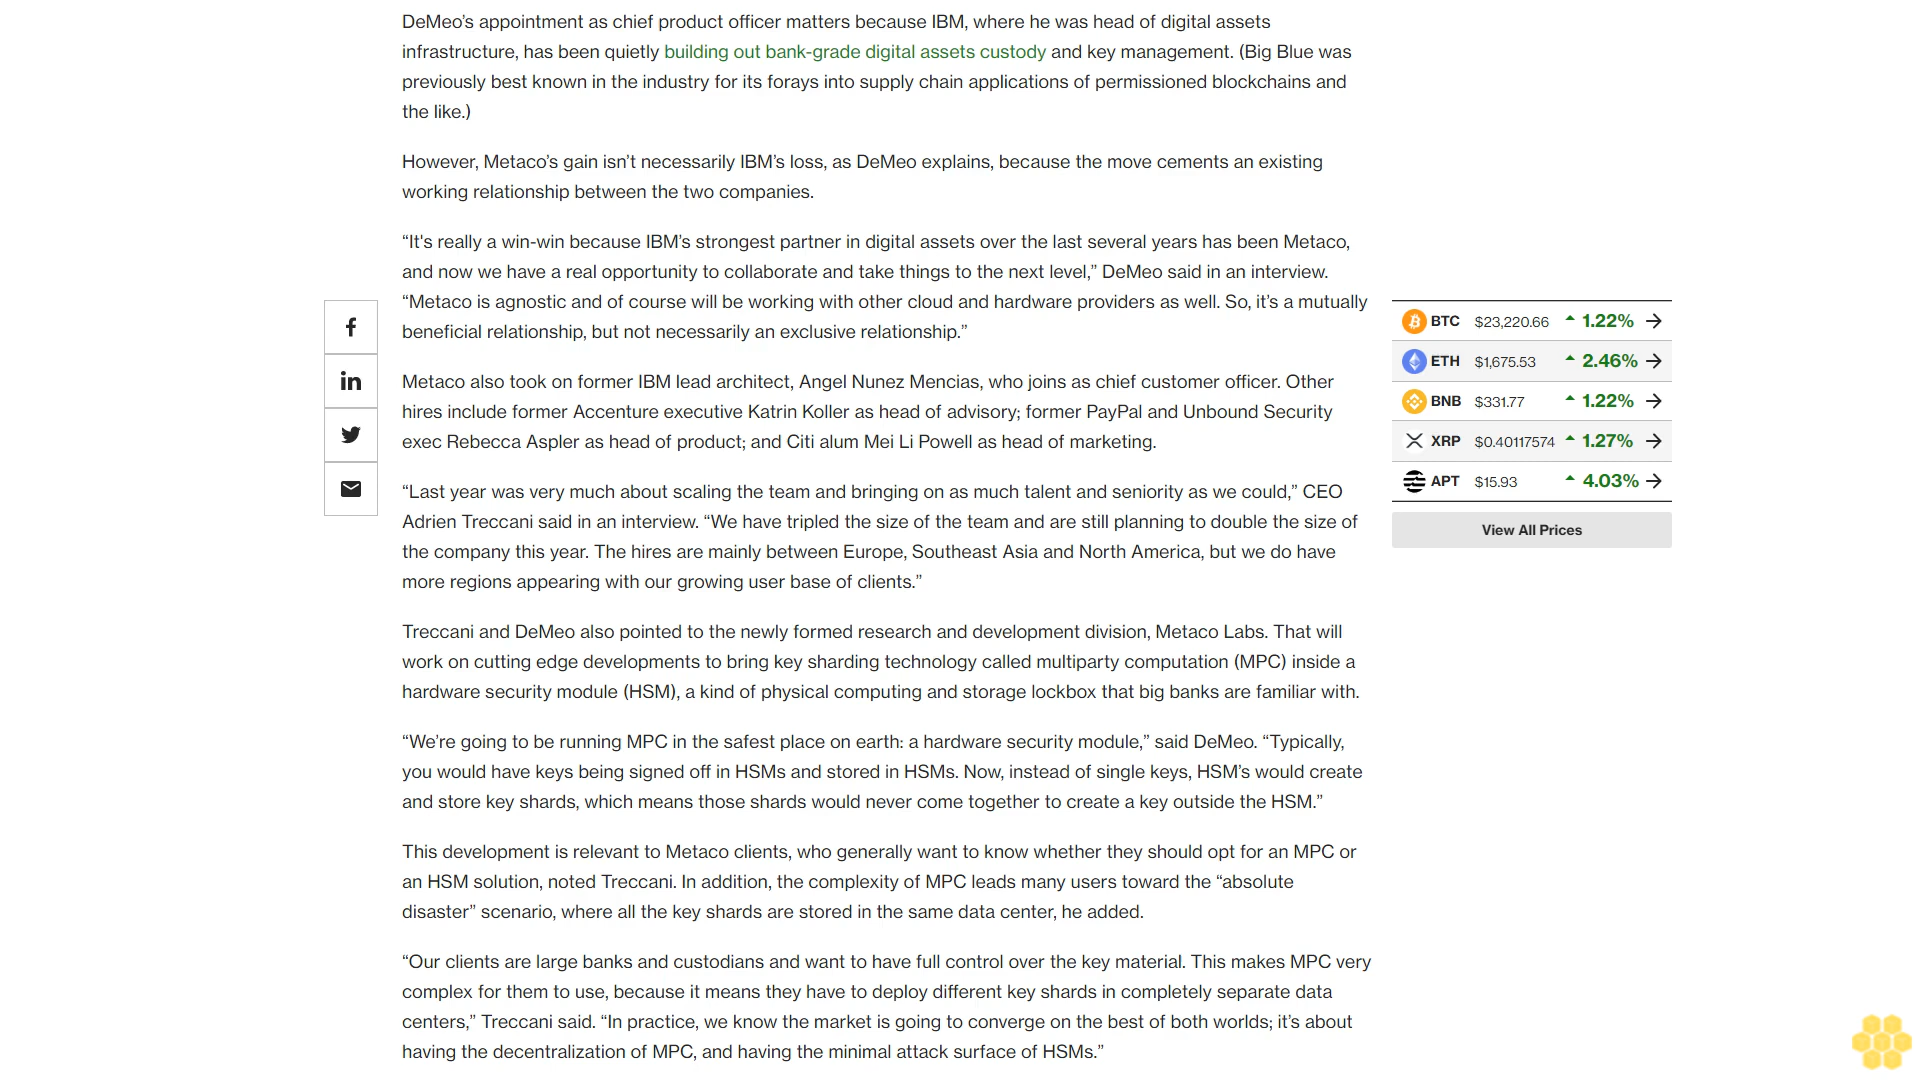 DeMeo’s appointment as chief product officer matters because IBM, where he was head of digital assets
infrastructure, has been quietly building out bank-grade digital assets custody and key management. (Big Blue was
previously best known in the industry for its forays into supply chain applications of permissioned blockchains and
the like.)
However, Metaco’s gain isn’t necessarily IBM’s loss, as DeMeo explains, because the move cements an existing
working relationship between the two companies.
“It's really a win-win because IBM’s strongest partner in digital assets over the last several years has been Metaco,
and now we have a real opportunity to collaborate and take things to the next level,” DeMeo said in an interview.
“Metaco is agnostic and of course will be working with other cloud and hardware providers as well. So, it’s a mutually
beneficial relationship, but not necessarily an exclusive relationship.”
Metaco also took on former IBM lead architect, Angel Nunez Mencias, who joins as chief customer officer. Other
hires include former Accenture executive Katrin Koller as head of advisory; former PayPal and Unbound Security
exec Rebecca Aspler as head of product; and Citi alum Mei Li Powell as head of marketing.
“Last year was very much about scaling the team and bringing on as much talent and seniority as we could,” CEO
Adrien Treccani said in an interview. “We have tripled the size of the team and are still planning to double the size of
the company this year. The hires are mainly between Europe, Southeast Asia and North America, but we do have
more regions appearing with our growing user base of clients.”
Treccani and DeMeo also pointed to the newly formed research and development division, Metaco Labs. That will
work on cutting edge developments to bring key sharding technology called multiparty computation (MPC) inside a
hardware security module (HSM), a kind of physical computing and storage lockbox that big banks are familiar with.
“We’re going to be running MPC in the safest place on earth: a hardware security module,” said DeMeo. “Typically,
you would have keys being signed off in HSMs and stored in HSMs. Now, instead of single keys, HSM’s would create
and store key shards, which means those shards would never come together to create a key outside the HSM.”
This development is relevant to Metaco clients, who generally want to know whether they should opt for an MPC or
an HSM solution, noted Treccani. In addition, the complexity of MPC leads many users toward the “absolute
disaster” scenario, where all the key shards are stored in the same data center, he added.
“Our clients are large banks and custodians and want to have full control over the key material. This makes MPC very
complex for them to use, because it means they have to deploy different key shards in completely separate data
centers,” Treccani said. “In practice, we know the market is going to converge on the best of both worlds; it’s about
having the decentralization of MPC, and having the minimal attack surface of HSMs.”
BTC $23,220.66 1.22%
ETH $1,675.53 2.46%
BNB $331.77 1.22%
XRP $0.40117574 1.27%
APT $15.93 4.03%
View All Prices